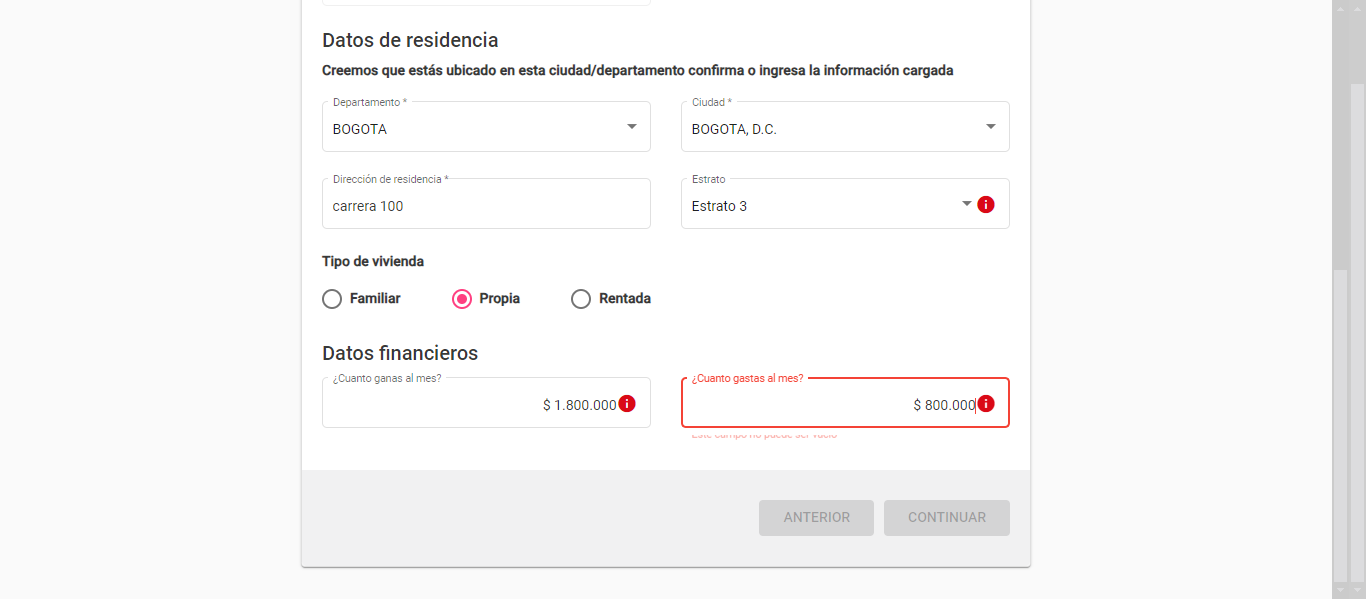 Datos de residencia
Creemos que estás ubicado en esta ciudad/departamento confirma o ingresa la información cargada
Departamento * Ciudad *
BOGOTA BOGOTA, D.C.
Dirección de residencia * Estrato
carrera 100 Estrato 3
Tipo de vivienda
Familiar Propia Rentada
Datos financieros
¿Cuanto ganas al mes? ¿Cuanto gastas al mes?
$ 1.800.000 $ 800.000
Este campo no puede ser vacio
ANTERIOR CONTINUAR